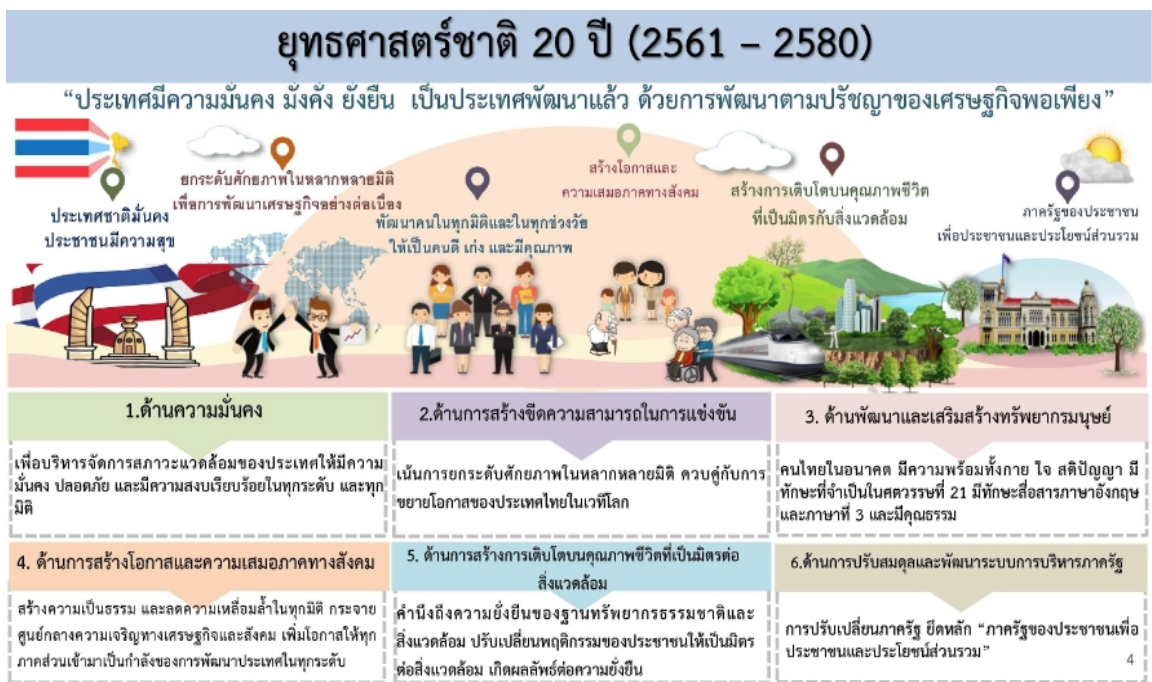 ยุทธศาสตร์ชาติ 20 ปี (2561 – 2580)
“ประเทศมีความมั่นคง มั่งคั่ง ยั่งยืน เป็นประเทศพัฒนาแล้ว ด้วยการพัฒนาตามปรัชญาของเศรษฐกิจพอเพียง”
ประเทศชาติมั่นคง
ประชาชนมีความสุข
ยกระดับศักยภาพในหลากหลายมิติ
เพื่อการพัฒนาเศรษฐกิจอย่างต่อเนื่อง
พัฒนาคนในทุกมิติและในทุกช่วงวัย
ให้เป็นคนดี เก่ง และมีคุณภาพ
สร้างโอกาสและ
ความเสมอภาคทางสังคม
สร้างการเติบโตบนคุณภาพชีวิต
ที่เป็นมิตรกับสิ่งแวดล้อม
ภาครัฐของประชาชน
เพื่อประชาชนและประโยชน์ส่วนรวม
1.ด้านความมั่นคง
เพื่อบริหารจัดการสภาวะแวดล้อมของประเทศให้มีความ
มั่นคง ปลอดภัย และมีความสงบเรียบร้อยในทุกระดับ และทุก
มิติ
2.ด้านการสร้างขีดความสามารถในการแข่งขัน
เน้นการยกระดับศักยภาพในหลากหลายมิติ ควบคู่กับการ
ขยายโอกาสของประเทศไทยในเวทีโลก
3. ด้านพัฒนาและเสริมสร้างทรัพยากรมนุษย์
คนไทยในอนาคต มีความพร้อมทั้งกาย ใจ สติปัญญา มี
ทักษะที่จำเป็นในศตวรรษที่ 21 มีทักษะสื่อสารภาษาอังกฤษ
และภาษาที่ 3 และมีคุณธรรม
4. ด้านการสร้างโอกาสและความเสมอภาคทางสังคม
สร้างความเป็นธรรม และลดความเหลื่อมล้ำในทุกมิติ กระจาย
ศูนย์กลางความเจริญทางเศรษฐกิจและสังคม เพิ่มโอกาสให้ทุก
ภาคส่วนเข้ามาเป็นกำลังของการพัฒนาประเทศในทุกระดับ
5. ด้านการสร้างการเติบโตบนคุณภาพชีวิตที่เป็นมิตรต่อ
สิ่งแวดล้อม
คำนึงถึงความยั่งยืนของฐานทรัพยากรธรรมชาติและ
สิ่งแวดล้อม ปรับเปลี่ยนพฤติกรรมของประชาชนให้เป็นมิตร
ต่อสิ่งแวดล้อม เกิดผลลัพธ์ต่อความยั่งยืน
6.ด้านการปรับสมดุลและพัฒนาระบบการบริหารภาครัฐ
การปรับเปลี่ยนภาครัฐ ยึดหลัก “ภาครัฐของประชาชนเพื่อ
ประชาชนและประโยชน์ส่วนรวม”
4